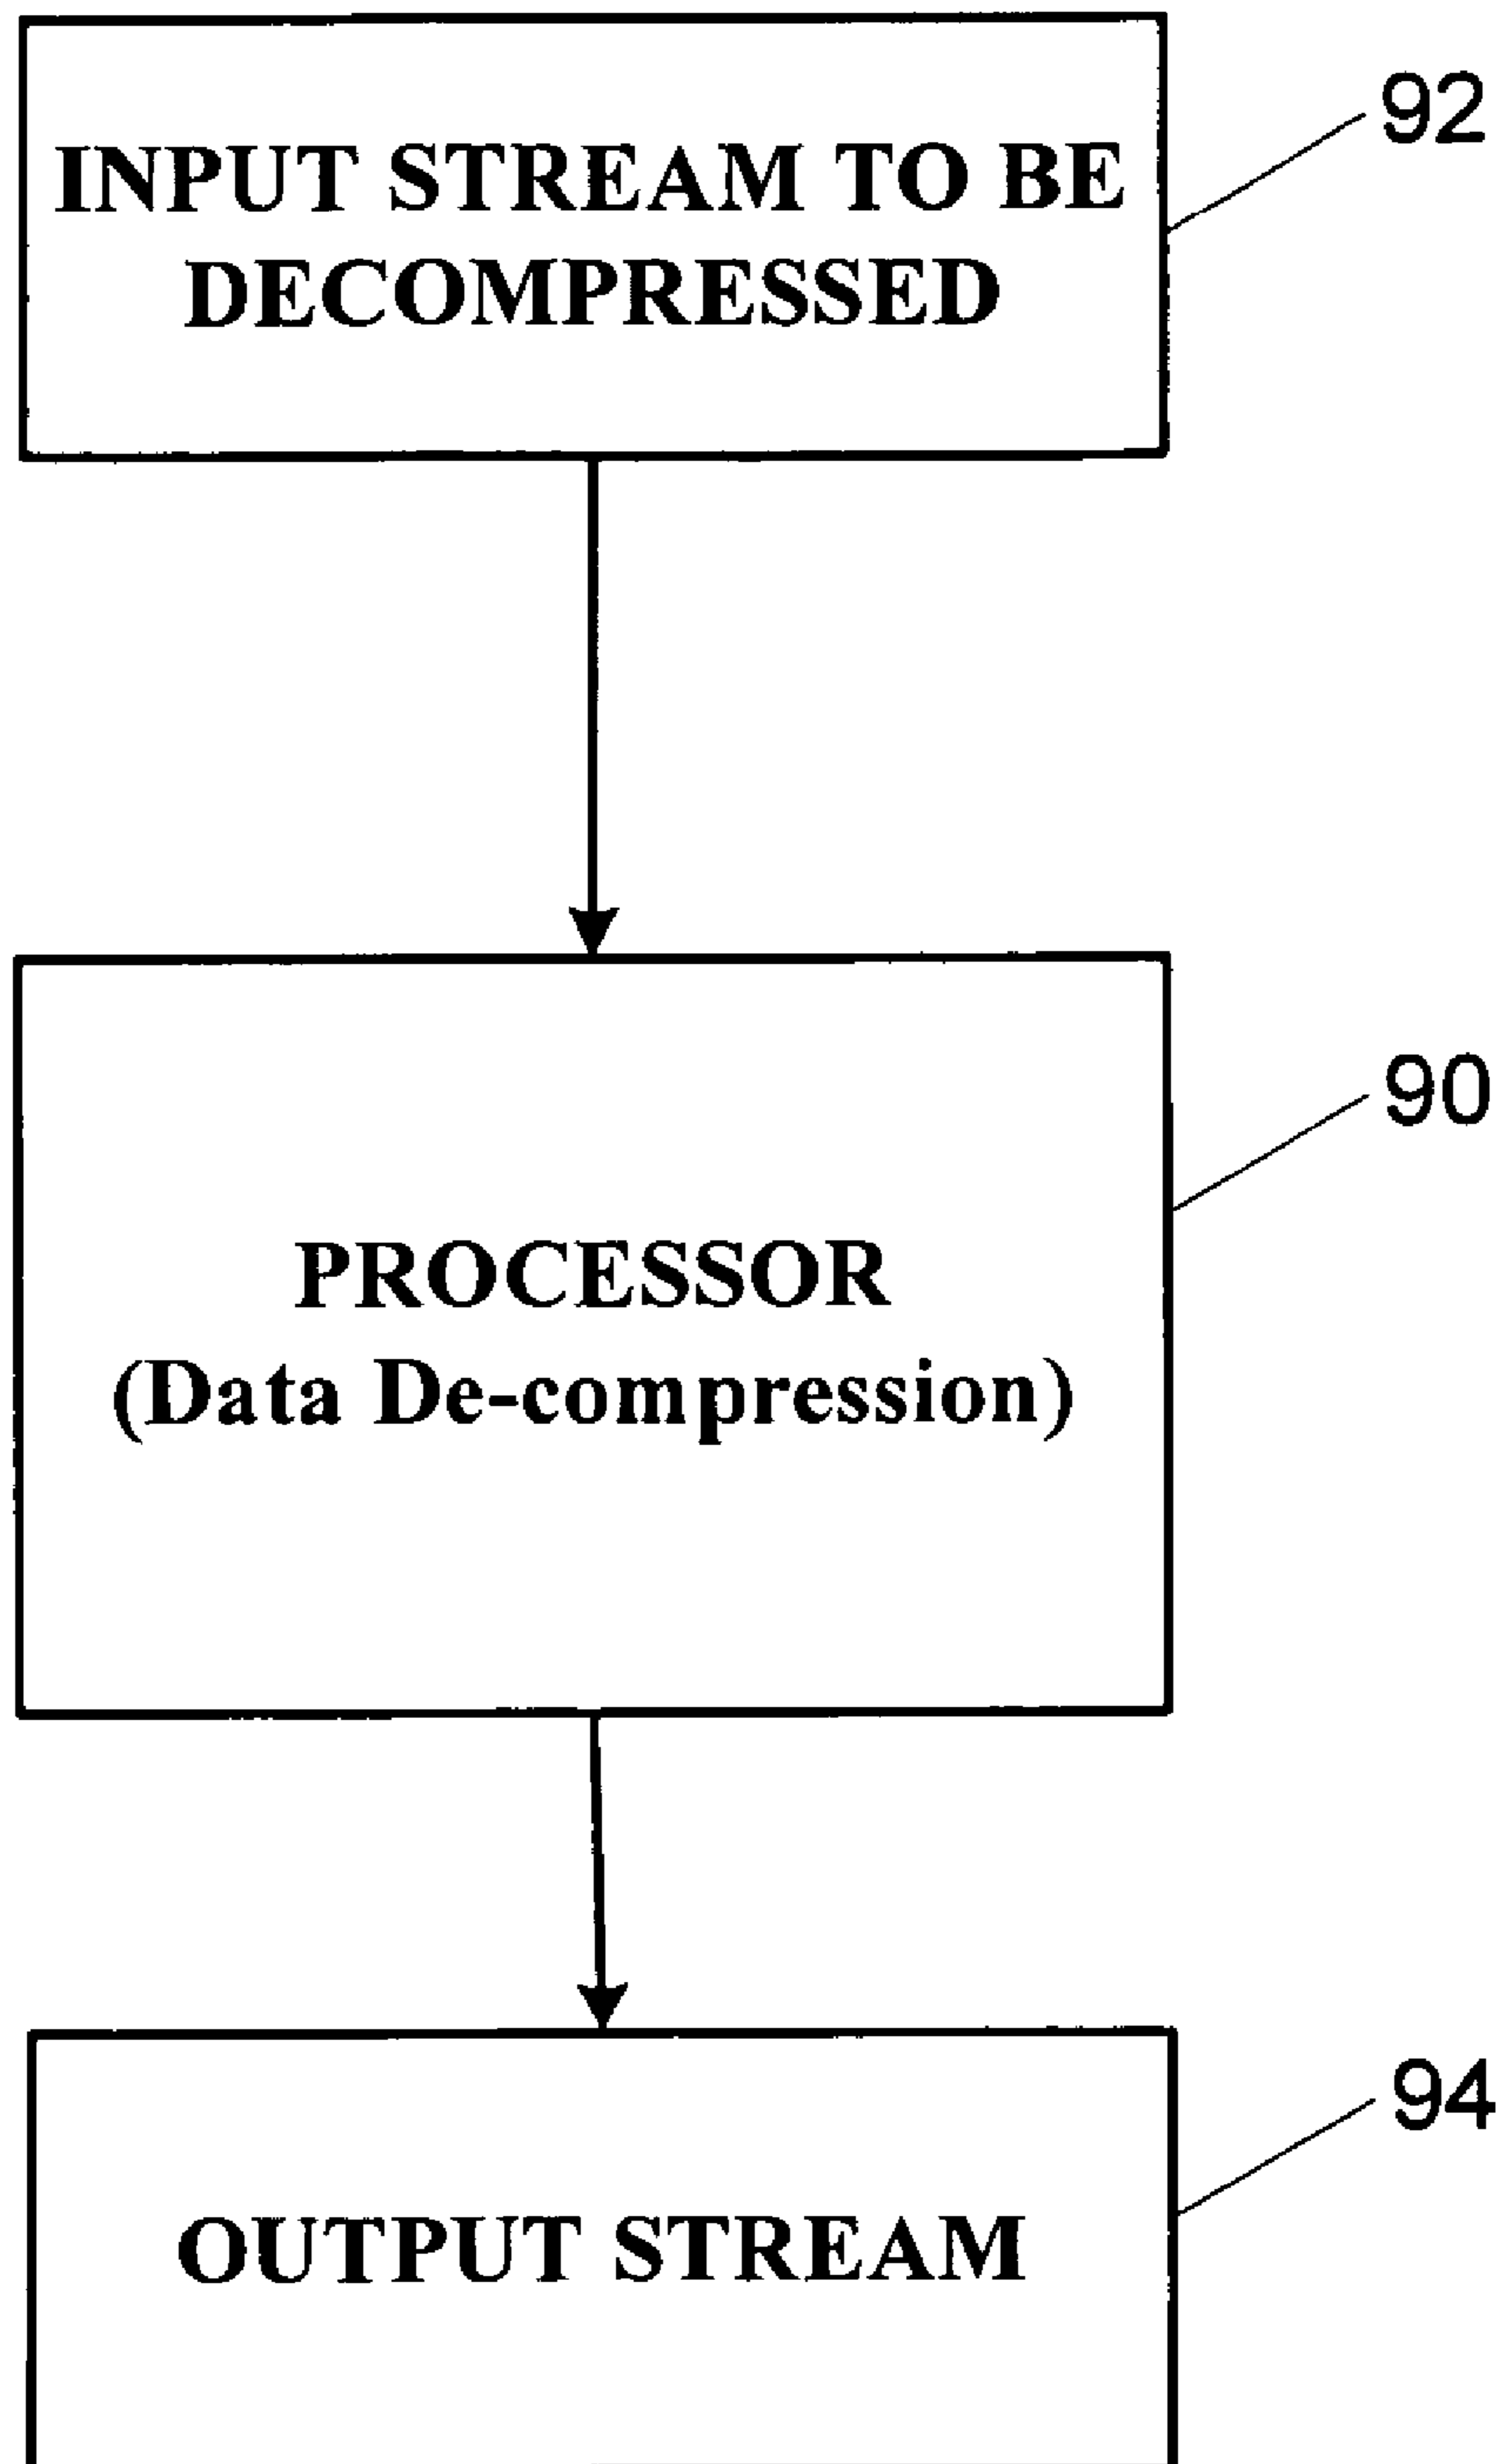 92
INPUT STREAM TO BE
DECOMPRESSED
90
PROCESSOR
(Data De-compression)
94
OUTPUT STREAM